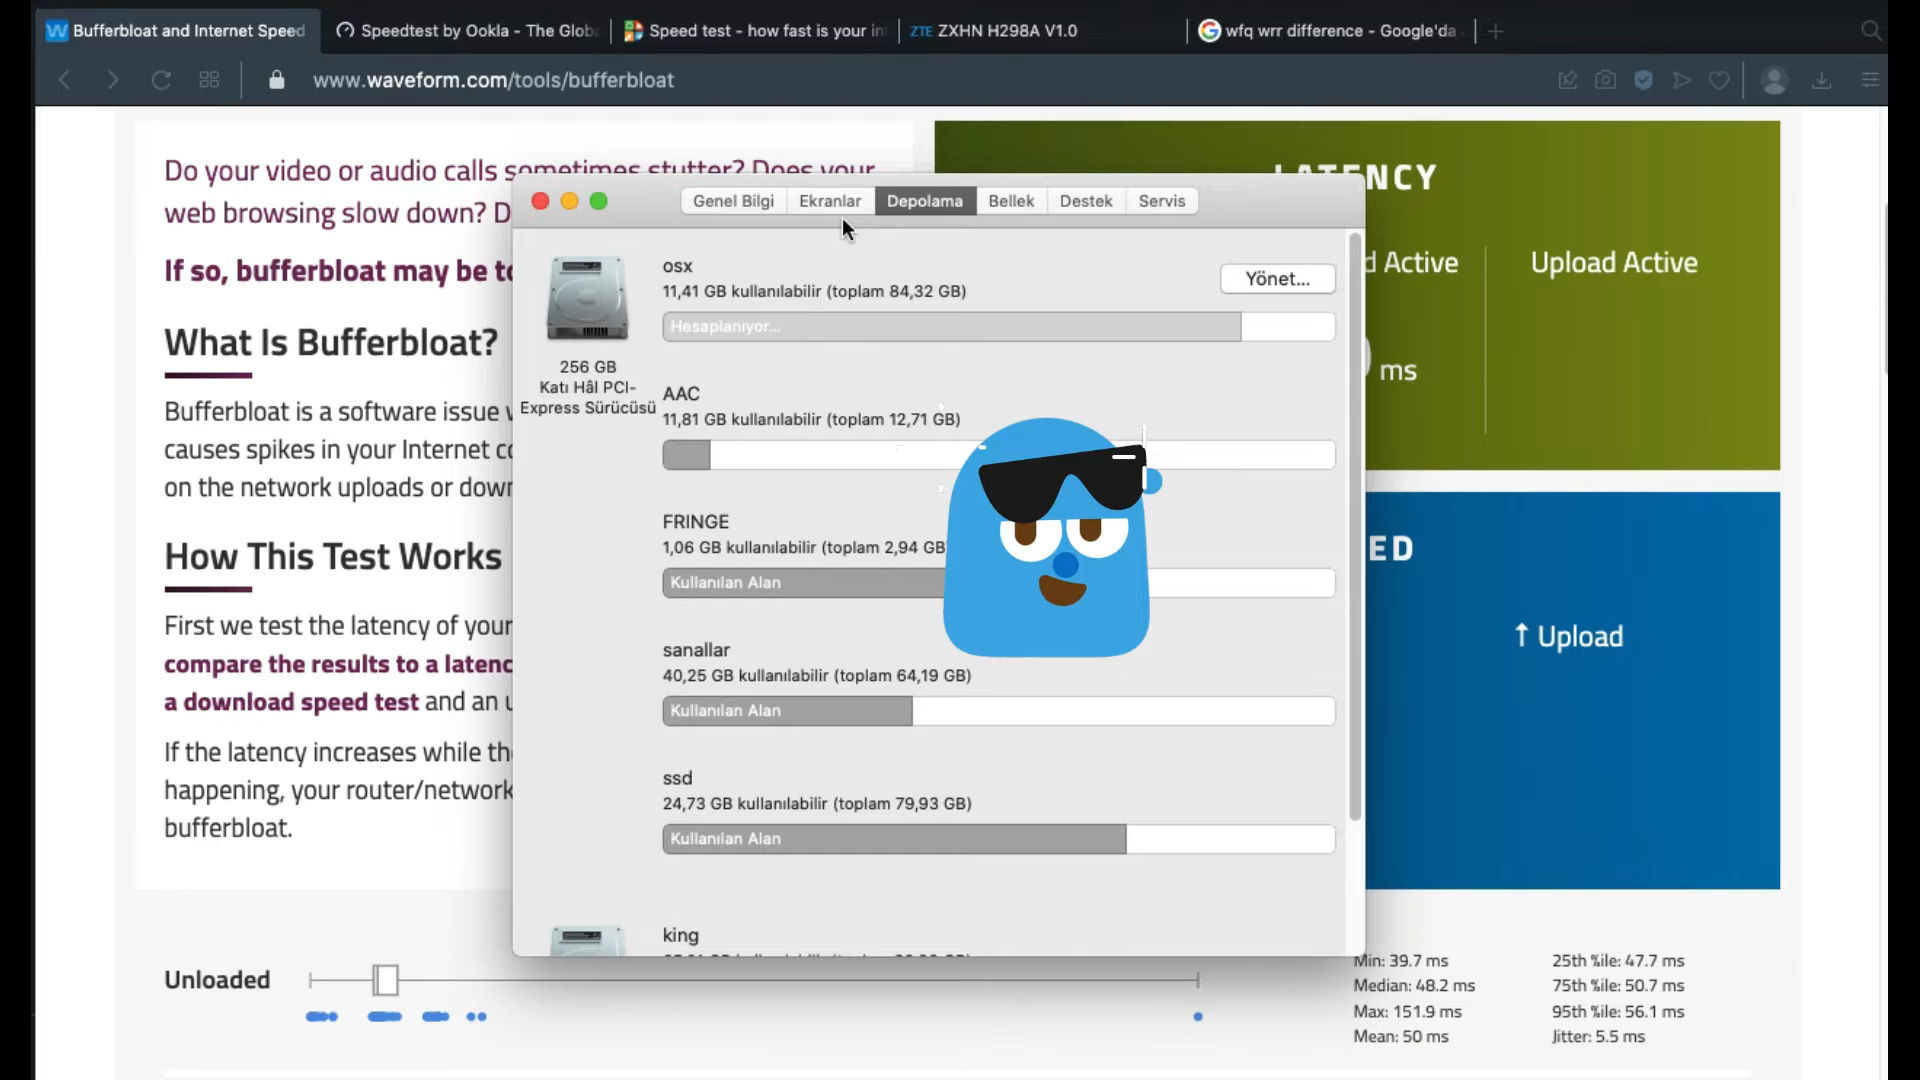 Bufferbloat and Internet Speed
Speedtest by Ookla - The Glob
Speed test - how fast is your in
ZTE ZXHN H298A V1.0
wfq wrr difference - Google'da
www.waveform.com/tools/bufferbloat
Do your video or audio calls sometimes stutter? Does your
web browsing slow down? D
If so, bufferbloat may be to
What Is Bufferbloat?
Bufferbloat is a software issue
causes spikes in your Internet co
on the network uploads or down
How This Test Works
First we test the latency of your
compare the results to a latenc
a download speed test and an u
If the latency increases while th
happening, your router/network
bufferbloat.
Genel Bilgi
Ekranlar
Depolama
Bellek
Destek
Servis
256 GB
Katı Hâl PCI-
Express Sürücüsü
osx
11,41 GB kullanılabilir (toplam 84,32 GB)
Yönet...
Hesaplanıyor...
AAC
11,81 GB kullanılabilir (toplam 12,71 GB)
FRINGE
1,06 GB kullanılabilir (toplam 2,94 GB
Kullanılan Alan
sanallar
40,25 GB kullanılabilir (toplam 64,19 GB)
Kullanılan Alan
ssd
24,73 GB kullanılabilir (toplam 79,93 GB)
Kullanılan Alan
king
LATENCY
d Active
Upload Active
ms
ED
↑ Upload
Unloaded
Min: 39.7 ms
Median: 48.2 ms
Max: 151.9 ms
Mean: 50 ms
25th %ile: 47.7 ms
75th %ile: 50.7 ms
95th %ile: 56.1 ms
Jitter: 5.5 ms